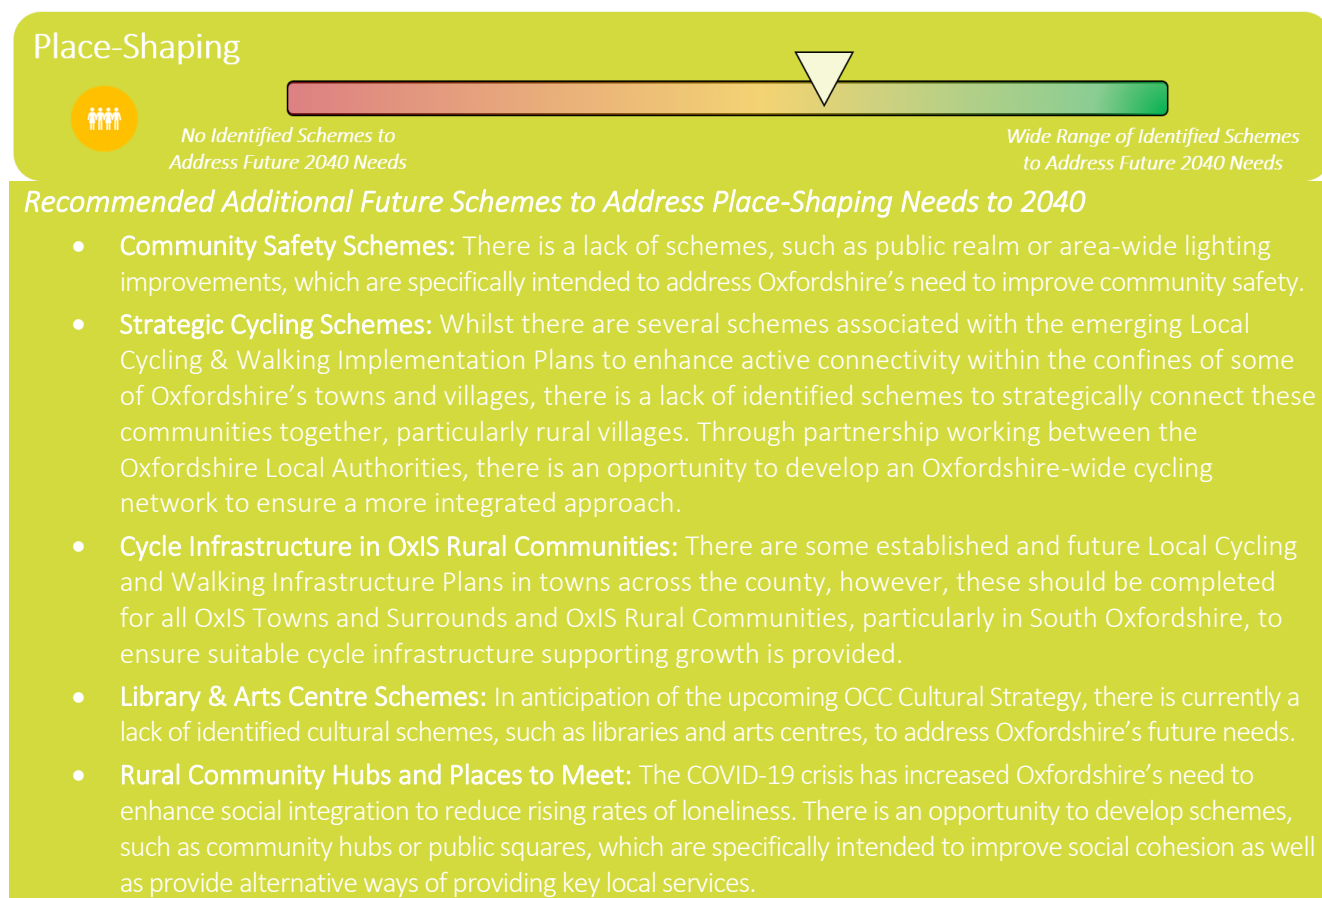 Place-Shaping
No Identified Schemes to
Address Future 2040 Needs
Wide Range of Identified Schemes
to Address Future 2040 Needs
Recommended Additional Future Schemes to Address Place-Shaping Needs to 2040
• Community Safety Schemes: There is a lack of schemes, such as public realm or area-wide lighting
improvements, which are specifically intended to address Oxfordshire’s need to improve community safety.
• Strategic Cycling Schemes: Whilst there are several schemes associated with the emerging Local
Cycling & Walking Implementation Plans to enhance active connectivity within the confines of some
of Oxfordshire’s towns and villages, there is a lack of identified schemes to strategically connect these
communities together, particularly rural villages. Through partnership working between the
Oxfordshire Local Authorities, there is an opportunity to develop an Oxfordshire-wide cycling
network to ensure a more integrated approach.
• Cycle Infrastructure in OxIS Rural Communities: There are some established and future Local Cycling
and Walking Infrastructure Plans in towns across the county, however, these should be completed
for all OxIS Towns and Surrounds and OxIS Rural Communities, particularly in South Oxfordshire, to
ensure suitable cycle infrastructure supporting growth is provided.
• Library & Arts Centre Schemes: In anticipation of the upcoming OCC Cultural Strategy, there is currently a
lack of identified cultural schemes, such as libraries and arts centres, to address Oxfordshire’s future needs.
• Rural Community Hubs and Places to Meet: The COVID-19 crisis has increased Oxfordshire’s need to
enhance social integration to reduce rising rates of loneliness. There is an opportunity to develop schemes,
such as community hubs or public squares, which are specifically intended to improve social cohesion as well
as provide alternative ways of providing key local services.